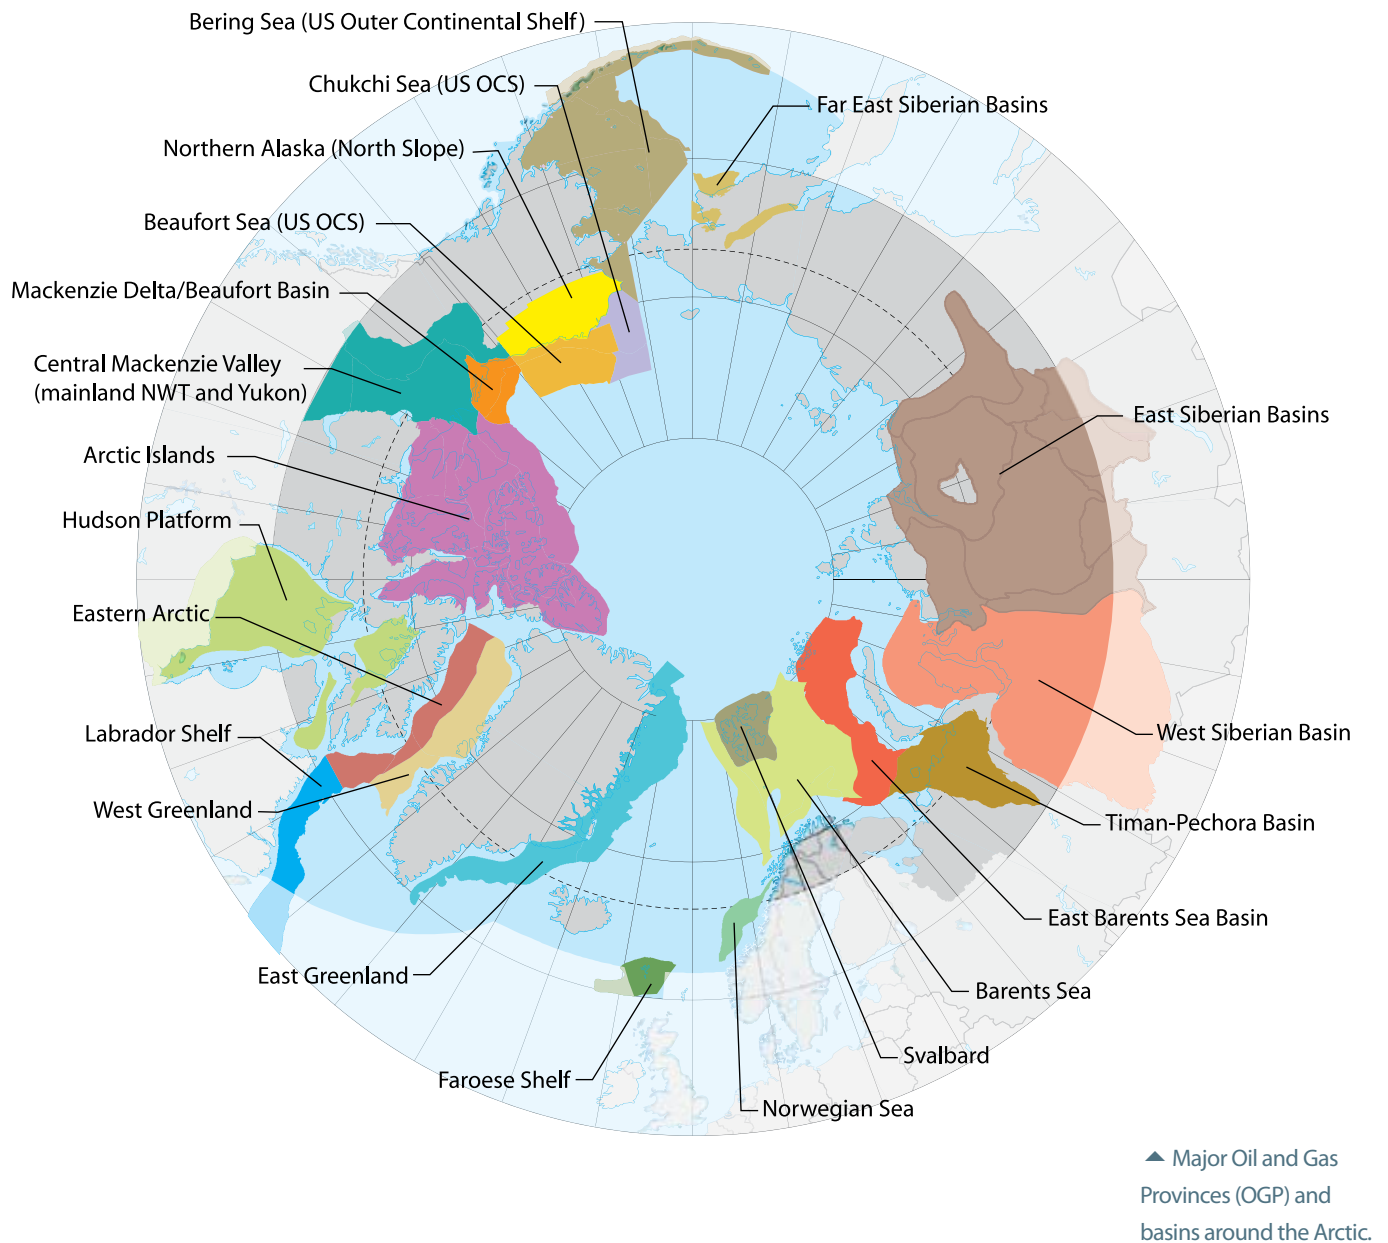 Bering Sea (US Outer Continental Shelf)
Chukchi Sea (US OCS)
Far East Siberian Basins
Northern Alaska (North Slope)
Beaufort Sea (US OCS)
Mackenzie Delta/Beaufort Basin
Central Mackenzie Valley
(mainland NWT and Yukon)
East Siberian Basins
Arctic Islands
Hudson Platform
Eastern Arctic
Labrador Shelf
West Siberian Basin
West Greenland
Timan-Pechora Basin
East Barents Sea Basin
East Greenland
Barents Sea
Svalbard
Faroese Shelf
Norwegian Sea
Major Oil and Gas
Provinces (OGP) and
basins around the Arctic.